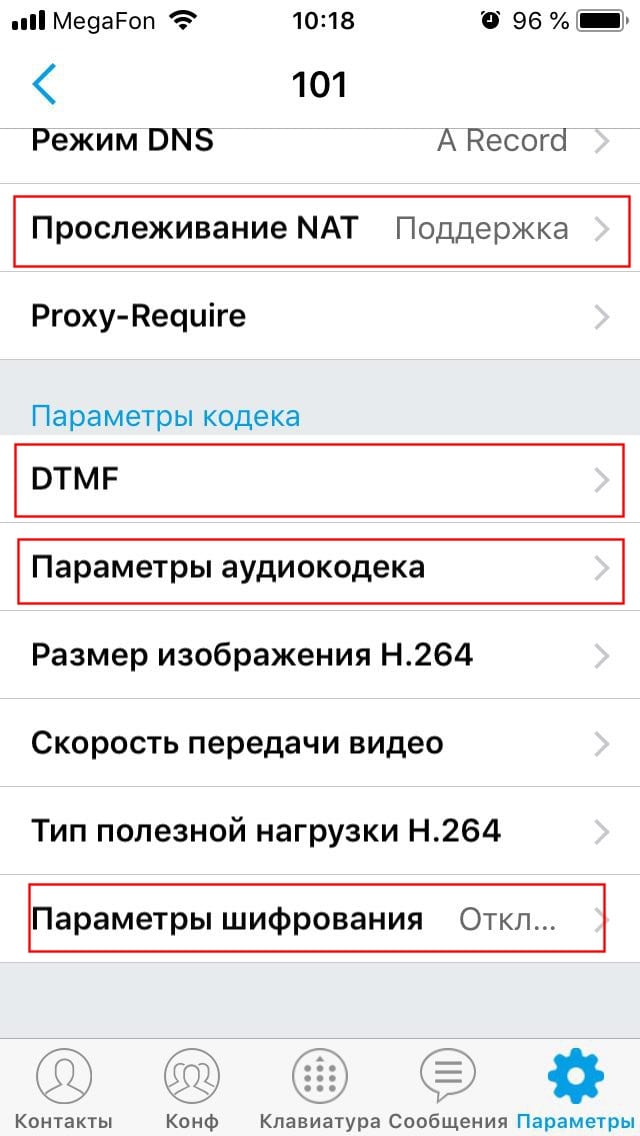 MegaFon 10:18 96 %
101
Режим DNS A Record
Прослеживание NAT Поддержка
Proxy-Require
Параметры кодека
DTMF
Параметры аудиокодека
Размер изображения H.264
Скорость передачи видео
Тип полезной нагрузки H.264
Параметры шифрования Откл...
Контакты Конф Клавиатура Сообщения Параметры